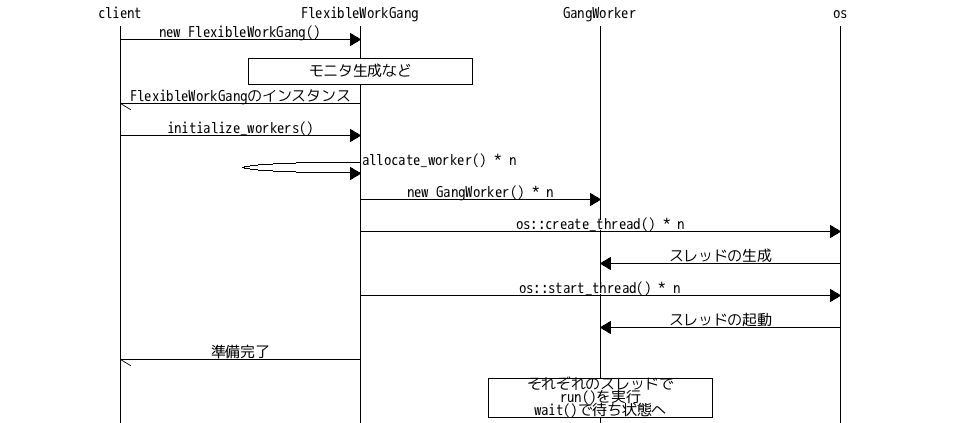 client
FlexibleWorkGang
GangWorker
os
new FlexibleWorkGang()
モニタ生成など
FlexibleWorkGangのインスタンス
initialize_workers()
allocate_worker() * n
new GangWorker() * n
os::create_thread() * n
スレッドの生成
os::start_thread() * n
スレッドの起動
準備完了
それぞれのスレッドで
run()を実行
wait()で待ち状態へ